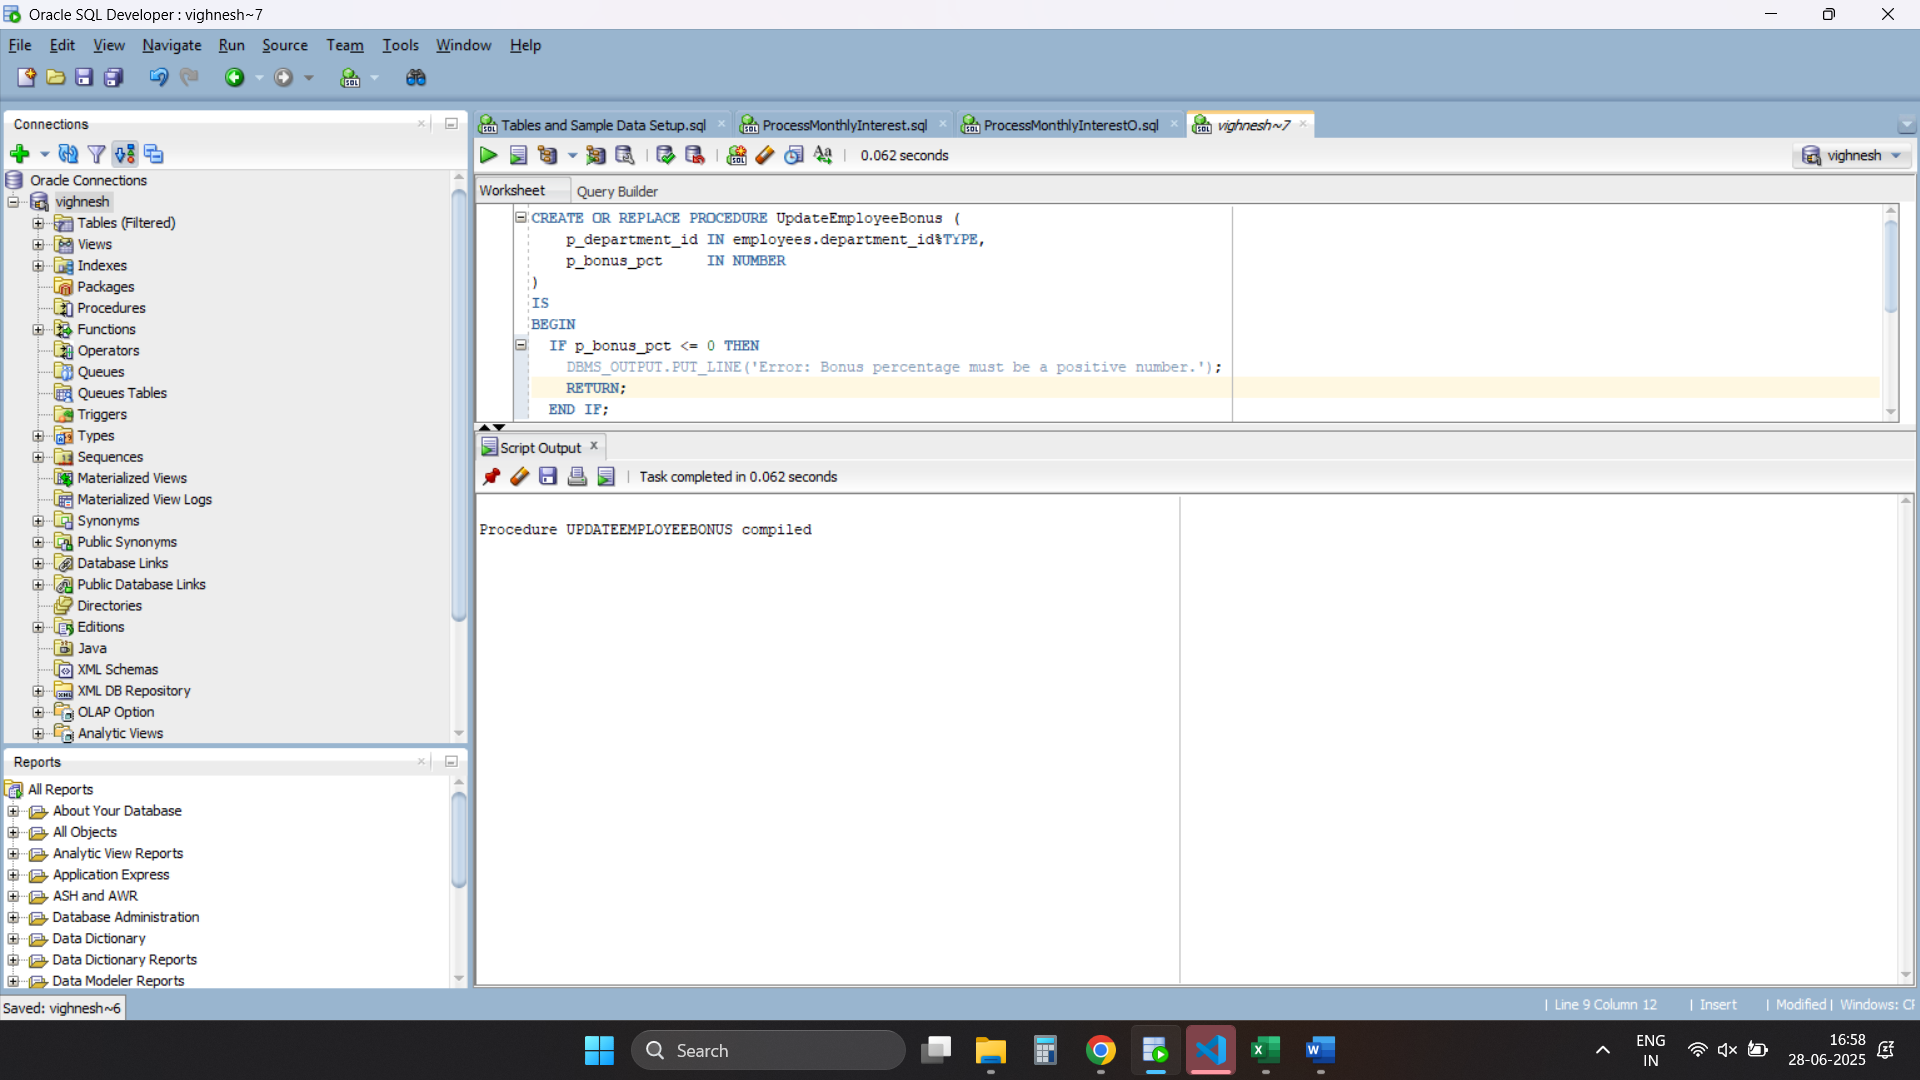 Oracle SQL Developer : vighnesh~7
File Edit View Navigate Run Source Team Tools Window Help
Connections
Oracle Connections
vighnesh
Tables (Filtered)
Views
Indexes
Packages
Procedures
Functions
Operators
Queues
Queues Tables
Triggers
Types
Sequences
Materialized Views
Materialized View Logs
Synonyms
Public Synonyms
Database Links
Public Database Links
Directories
Editions
Java
XML Schemas
XML DB Repository
OLAP Option
Analytic Views
Reports
All Reports
About Your Database
All Objects
Analytic View Reports
Application Express
ASH and AWR
Database Administration
Data Dictionary
Data Dictionary Reports
Data Modeler Reports
Saved: vighnesh~6
Tables and Sample Data Setup.sql ProcessMonthlyInterest.sql ProcessMonthlyInterestO.sql vighnesh~7
0.062 seconds vighnesh
Worksheet Query Builder
CREATE OR REPLACE PROCEDURE UpdateEmployeeBonus (
p_department_id IN employees.department_id%TYPE,
p_bonus_pct IN NUMBER
)
IS
BEGIN
IF p_bonus_pct <= 0 THEN
DBMS_OUTPUT.PUT_LINE('Error: Bonus percentage must be a positive number.');
RETURN;
END IF;
Script Output
Task completed in 0.062 seconds
Procedure UPDATEEMPLOYEEBONUS compiled
| Line 9 Column 12 | Insert | Modified | Windows:
Search
ENG
IN
16:58
28-06-2025